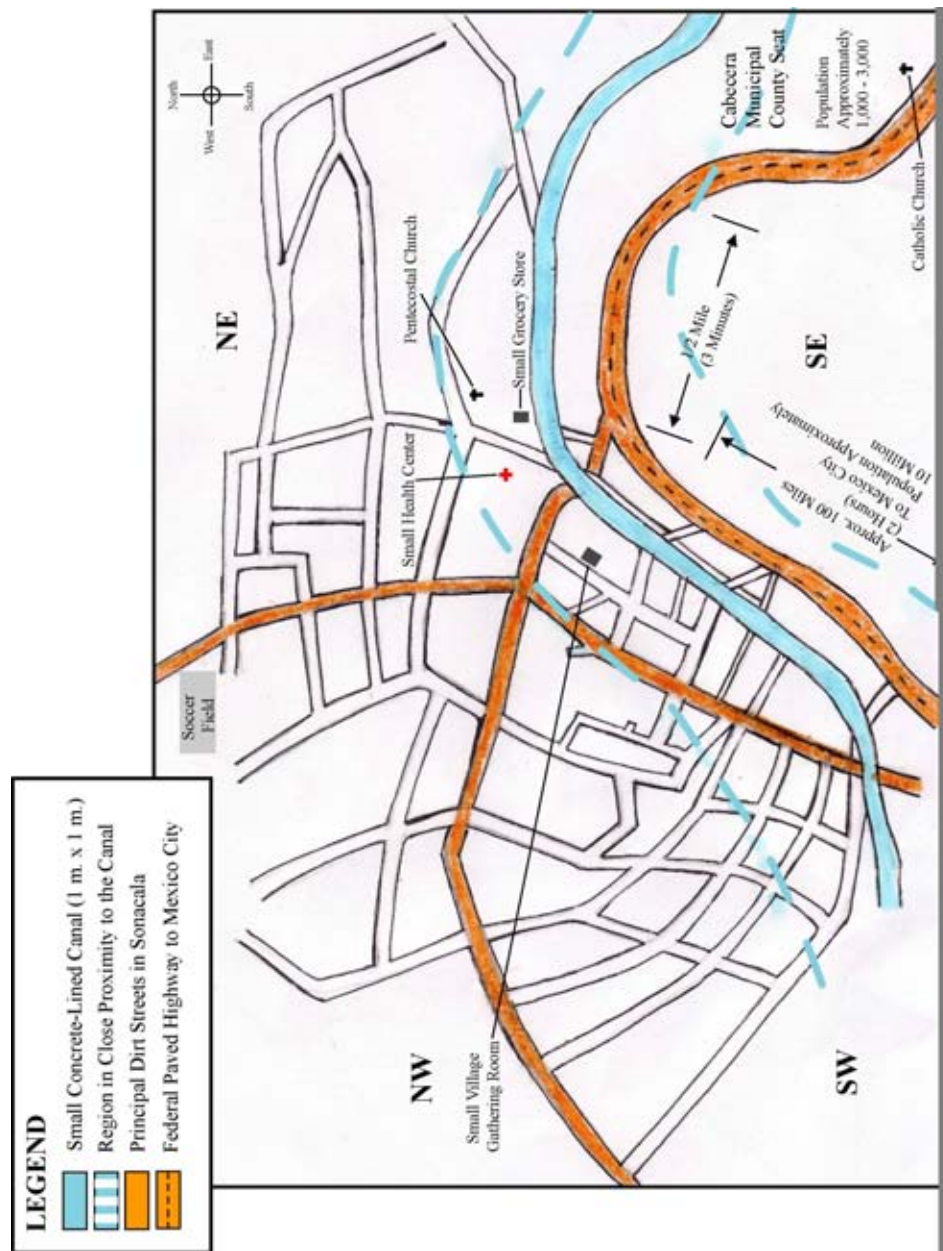 LEGEND
Small Concrete-Lined Canal (1 m. x 1 m.)
Region in Close Proximity to the Canal
Principal Dirt Streets in Somacala
Federal Paved Highway to Mexico City
North
West
East
South
Soccer
Field
NE
NW
SE
SW
Small Health Center
Pentecostal Church
Small Grocery Store
Small Village
Gathering Room
Cabecera
Municipal
County Seat
Population
Approximately
1,000 - 3,000
Catholic Church
1/2 Mile
(3 Minutes)
Approx. 100 Miles
(2 Hours)
To Mexico City
Population Approximately
10 Million